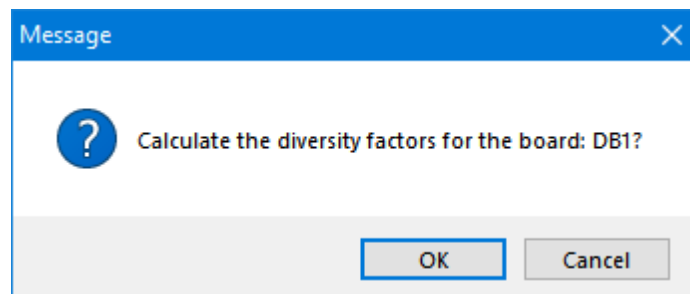 Message
Calculate the diversity factors for the board: DB1?
OK
Cancel